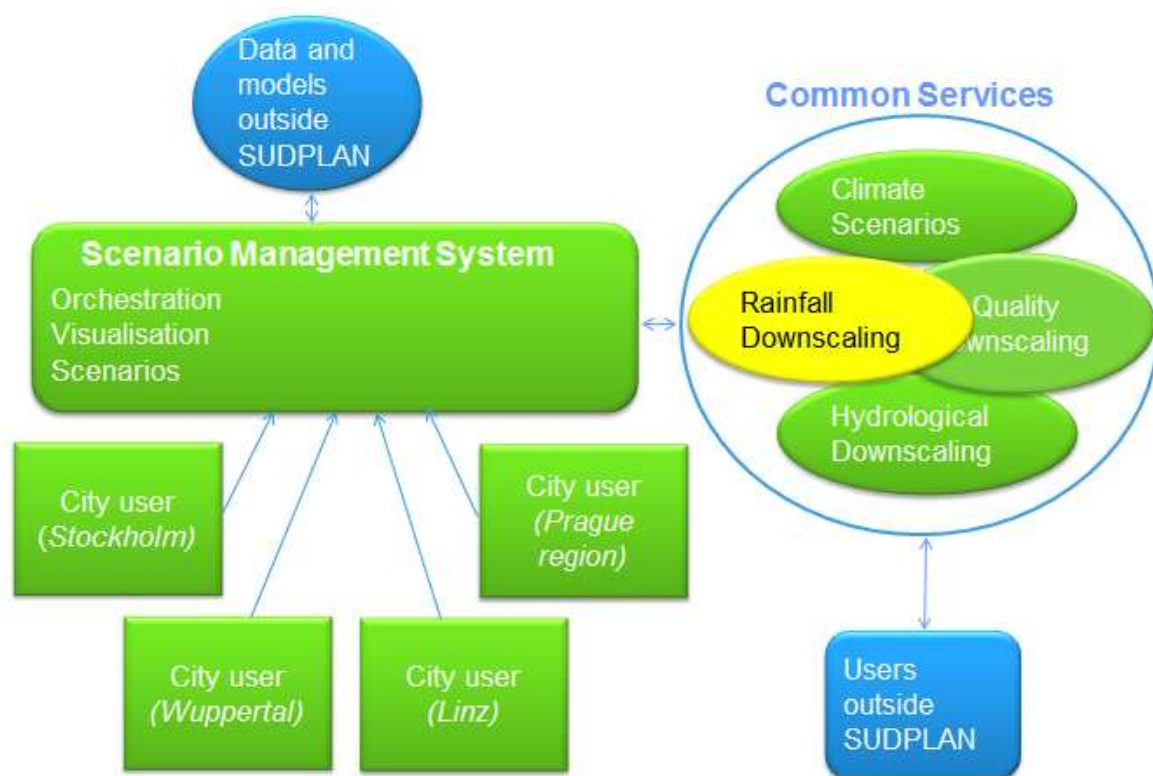 Data and
models
outside
SUDPLAN
Common Services
Climate
Scenarios
Scenario Management System
Orchestration
Visualisation
Scenarios
Rainfall
Downscaling
Quality
wnscaling
Hydrological
Downscaling
City user
(Stockholm)
City user
(Prague
region)
City user
(Wuppertal)
City user
(Linz)
Users
outside
SUDPLAN